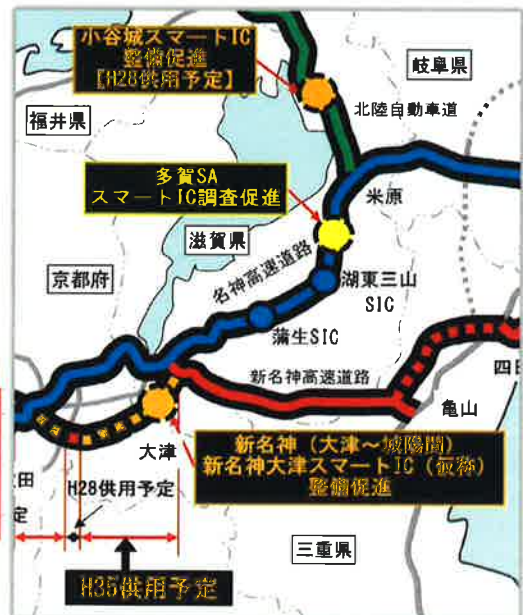 小谷城スマートIC
整備促進
【H28供用予定】
岐阜県
北陸自動車道
福井県
多賀SA
スマートIC調査促進
米原
滋賀県
名神高速道路
京都府
湖東三山
SIC
蒲生SIC
新名神高速道路
亀山
大津
新名神（大津～城陽間）
新名神大津スマートIC（仮称）
整備促進
H28供用予定
三重県
H35供用予定